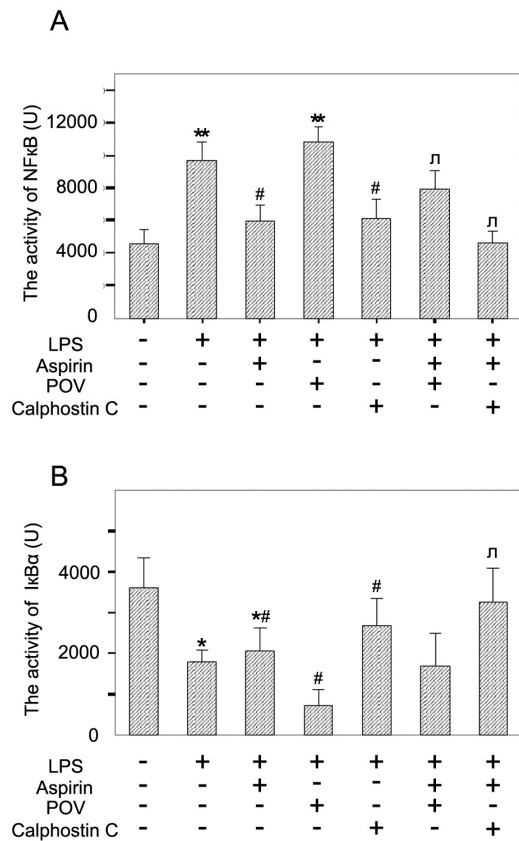 A
The activity of NFκB (U)
12000
8000
4000
0
** # ** # л л
LPS - + + + + + +
Aspirin - - + - - + +
POV - - - + - + -
Calphostin C - - - - + - +
B
The activity of IκBα (U)
4000
2000
0
* *# # # л
LPS - + + + + + +
Aspirin - - + - - + +
POV - - - + - + -
Calphostin C - - - - + - +